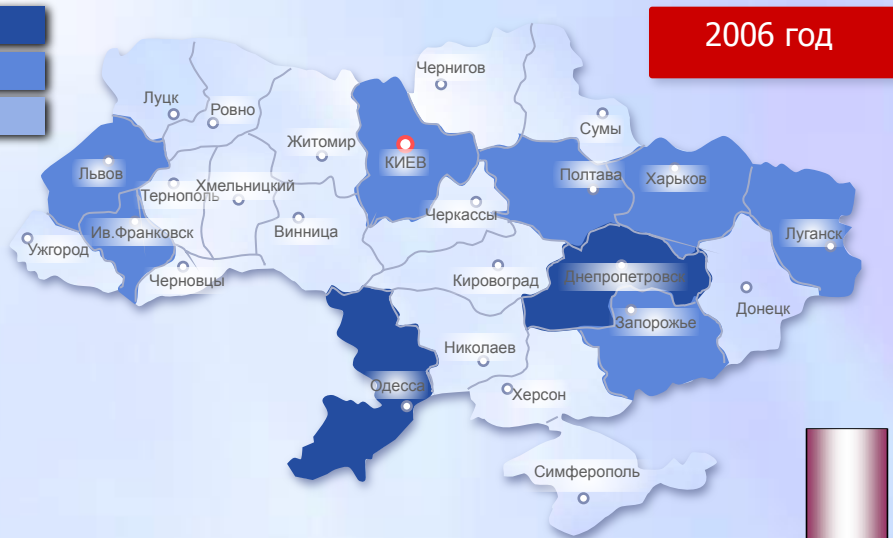 2006 год
Чернигов
Луцк
Ровно
Сумы
Житомир
КИЕВ
Львов
Полтава
Харьков
Тернополь
Хмельницкий
Черкассы
Ив.Франковск
Винница
Луганск
Ужгород
Черновцы
Кировоград
Днепропетровск
Донецк
Запорожье
Николаев
Одесса
Херсон
Симферополь